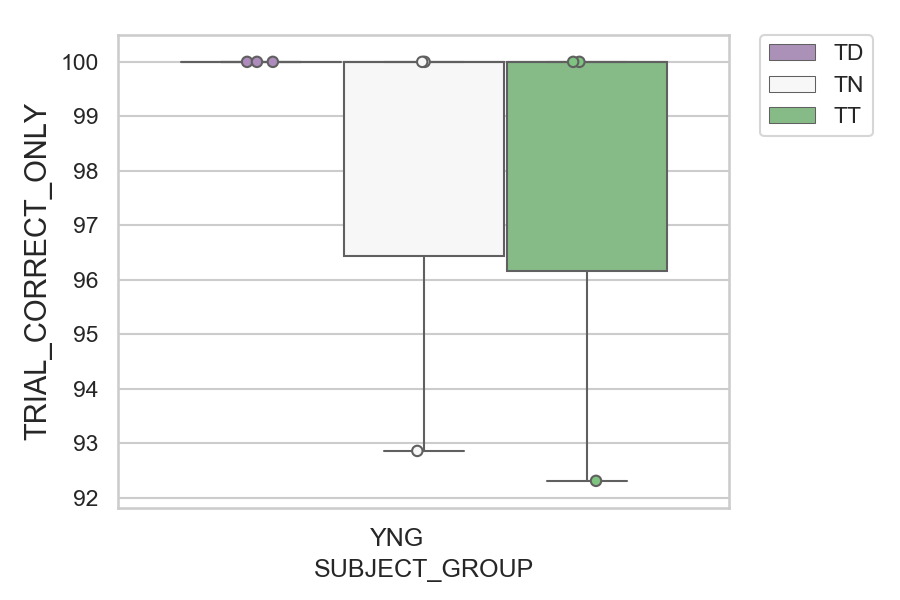 TD
TN
TT
100
99
98
97
96
95
94
93
92
TRIAL_CORRECT_ONLY
YNG
SUBJECT_GROUP